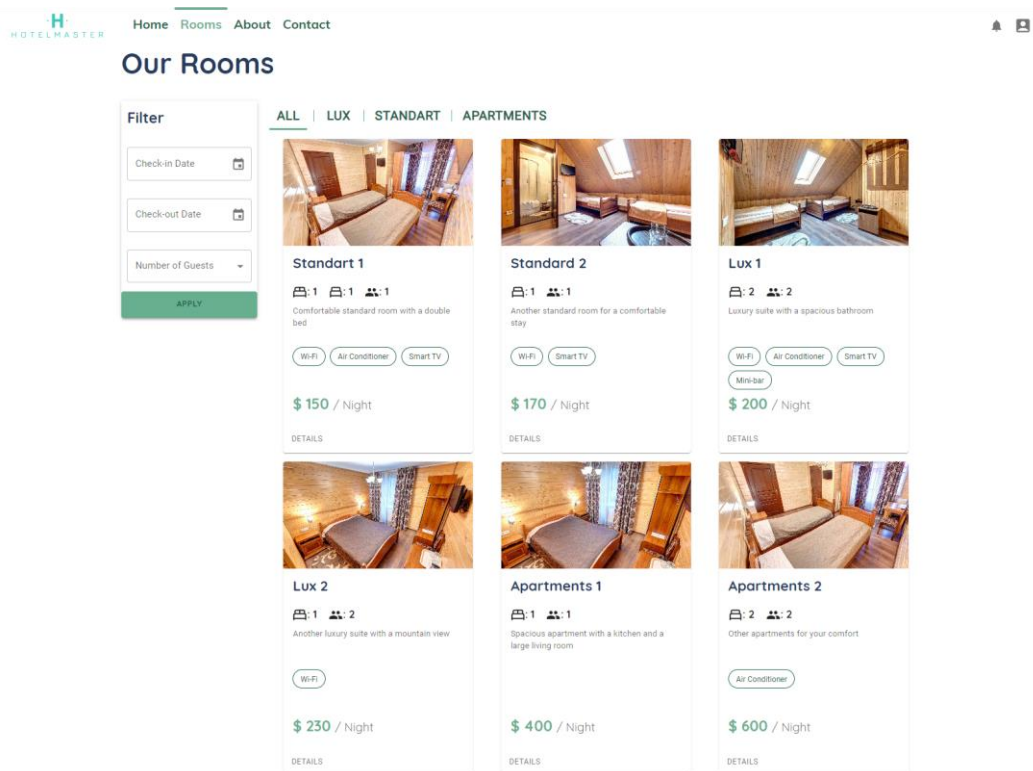 H
HOTELMASTER
Home Rooms About Contact
Our Rooms
Filter
Check-in Date
Check-out Date
Number of Guests
APPLY
ALL | LUX | STANDART | APARTMENTS
Standart 1
: 1 : 1 : 1
Comfortable standard room with a double
bed
Wi-Fi Air Conditioner Smart TV
$ 150 / Night
DETAILS
Standard 2
: 1 : 1
Another standard room for a comfortable
stay
Wi-Fi Smart TV
$ 170 / Night
DETAILS
Lux 1
: 2 : 2
Luxury suite with a spacious bathroom
Wi-Fi Air Conditioner Smart TV
Mini-bar
$ 200 / Night
DETAILS
Lux 2
: 1 : 2
Another luxury suite with a mountain view
Wi-Fi
$ 230 / Night
DETAILS
Apartments 1
: 1 : 1
Spacious apartment with a kitchen and a
large living room
$ 400 / Night
DETAILS
Apartments 2
: 2 : 2
Other apartments for your comfort
Air Conditioner
$ 600 / Night
DETAILS